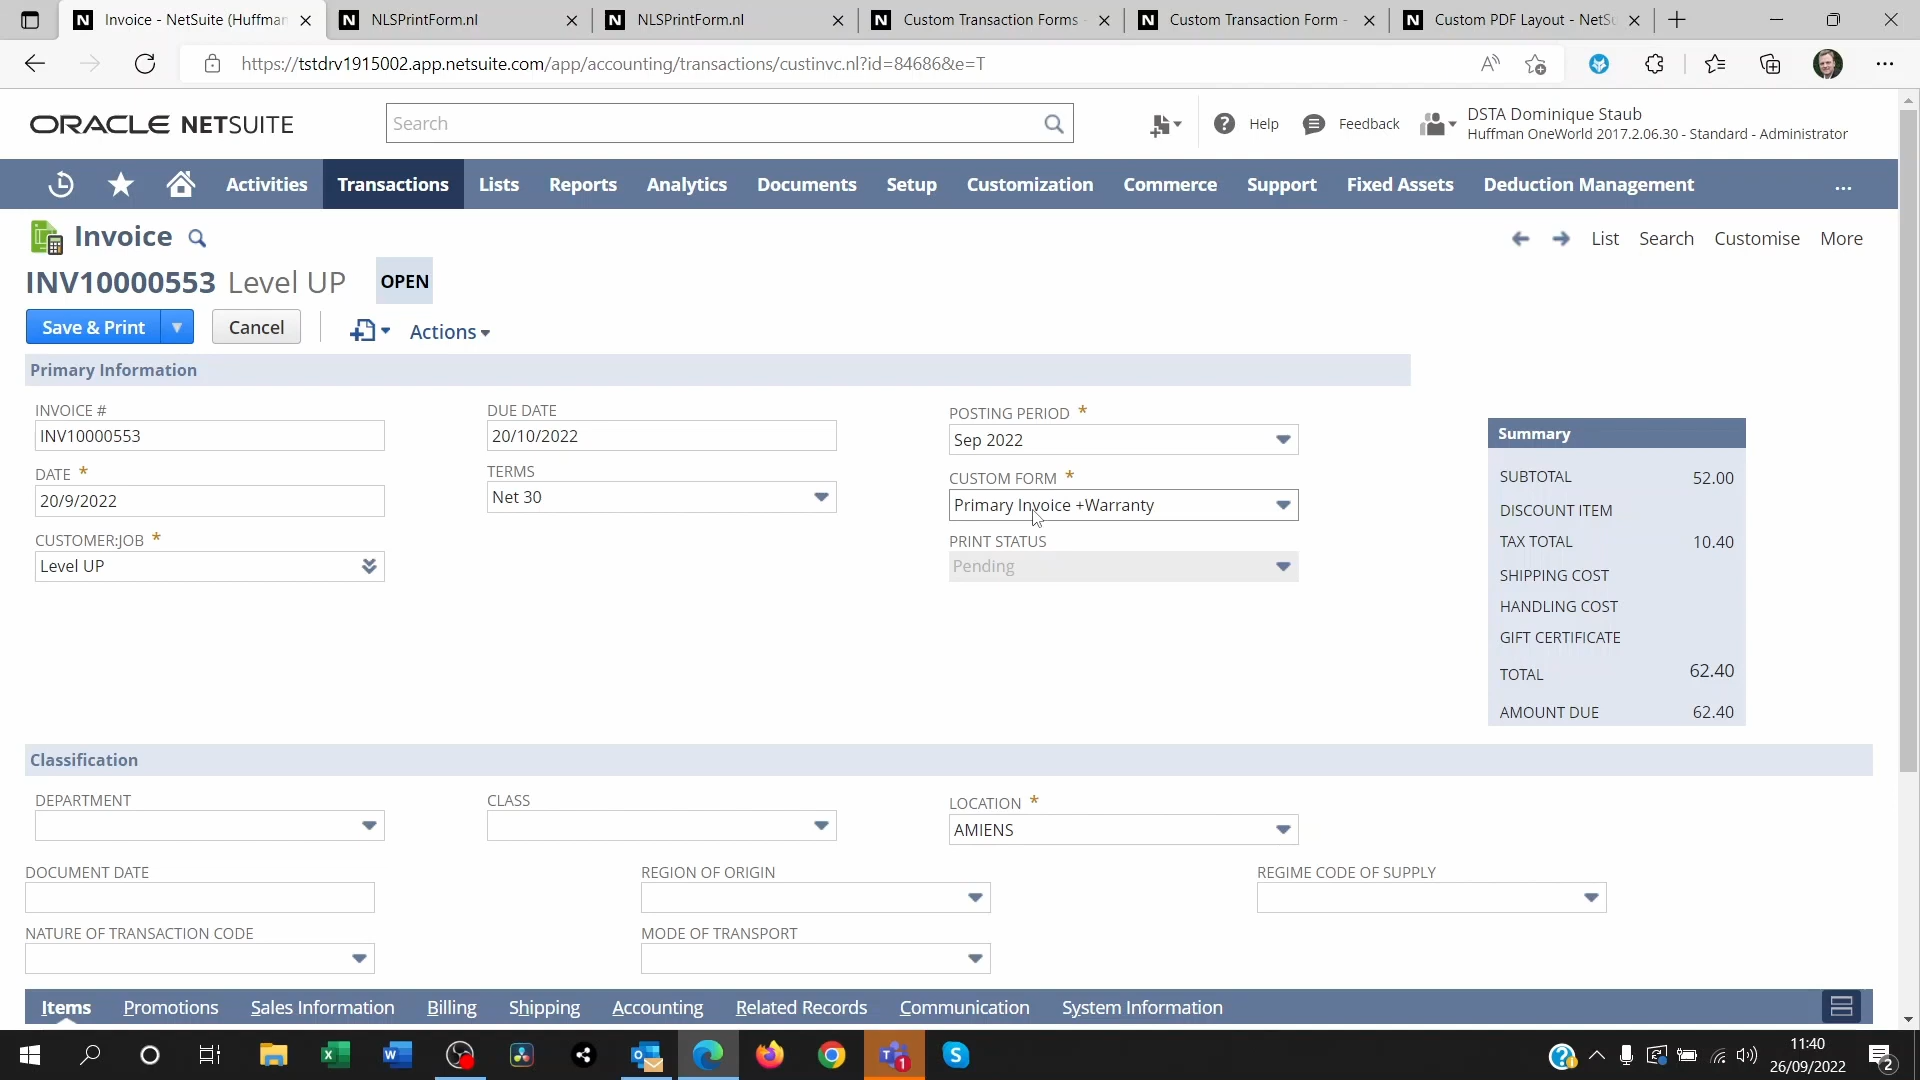 Invoice - NetSuite (Huffman
NLSPrintForm.nl
NLSPrintForm.nl
Custom Transaction Forms -
Custom Transaction Form -
Custom PDF Layout - NetSu
https://tstdrv1915002.app.netsuite.com/app/accounting/transactions/custinvc.nl?id=84686&e=T
ORACLE NETSUITE
Search
Help
Feedback
DSTA Dominique Staub
Huffman OneWorld 2017.2.06.30 - Standard - Administrator
Activities
Transactions
Lists
Reports
Analytics
Documents
Setup
Customization
Commerce
Support
Fixed Assets
Deduction Management
...
Invoice
List
Search
Customise
More
INV10000553 Level UP
OPEN
Save & Print
Cancel
Actions
Primary Information
INVOICE #
INV10000553
DATE *
20/9/2022
CUSTOMER:JOB *
Level UP
DUE DATE
20/10/2022
TERMS
Net 30
POSTING PERIOD *
Sep 2022
CUSTOM FORM *
Primary Invoice +Warranty
PRINT STATUS
Pending
Summary
SUBTOTAL 52.00
DISCOUNT ITEM
TAX TOTAL 10.40
SHIPPING COST
HANDLING COST
GIFT CERTIFICATE
TOTAL 62.40
AMOUNT DUE 62.40
Classification
DEPARTMENT
CLASS
LOCATION *
AMIENS
DOCUMENT DATE
REGION OF ORIGIN
REGIME CODE OF SUPPLY
NATURE OF TRANSACTION CODE
MODE OF TRANSPORT
Items
Promotions
Sales Information
Billing
Shipping
Accounting
Related Records
Communication
System Information
11:40
26/09/2022
2